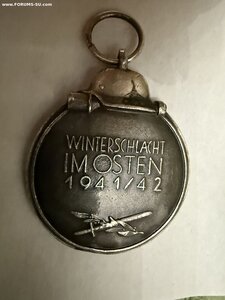 www.FORUMS-SU.com
WINTERSCHLACHT
IM OSTEN
1941/42